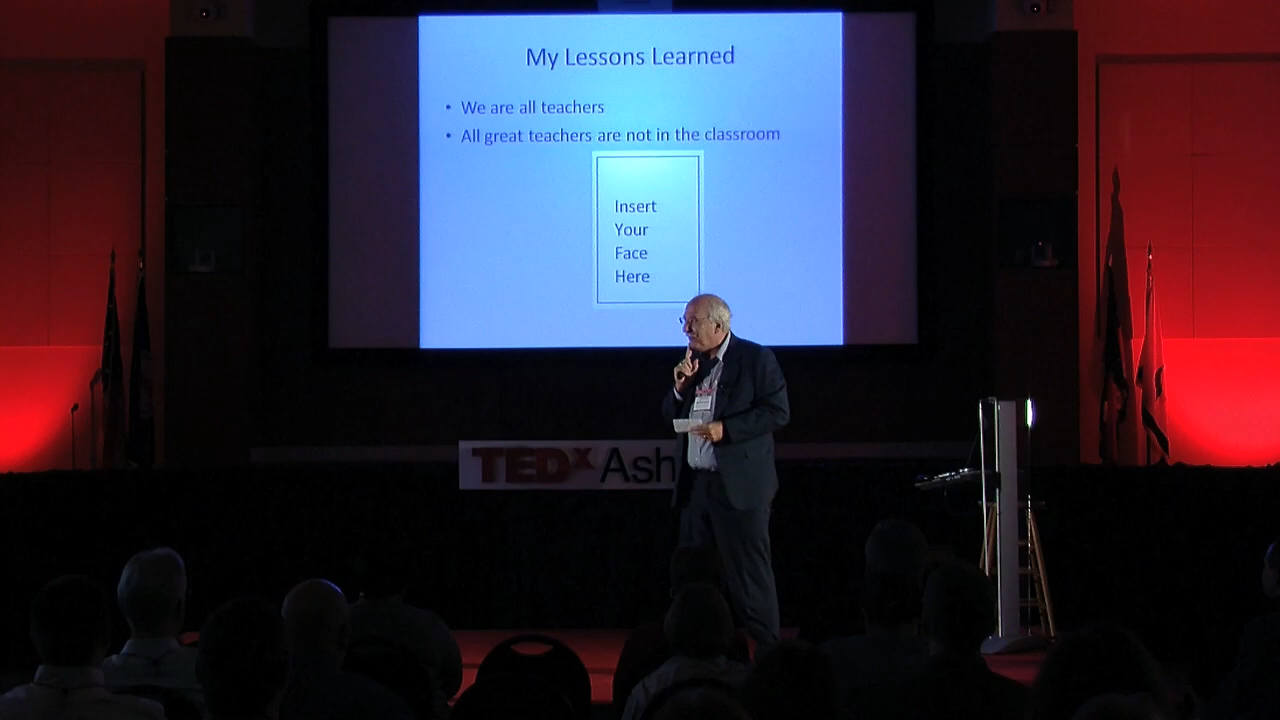 My Lessons Learned
• We are all teachers
• All great teachers are not in the classroom
Insert
Your
Face
Here
TEDx Ash